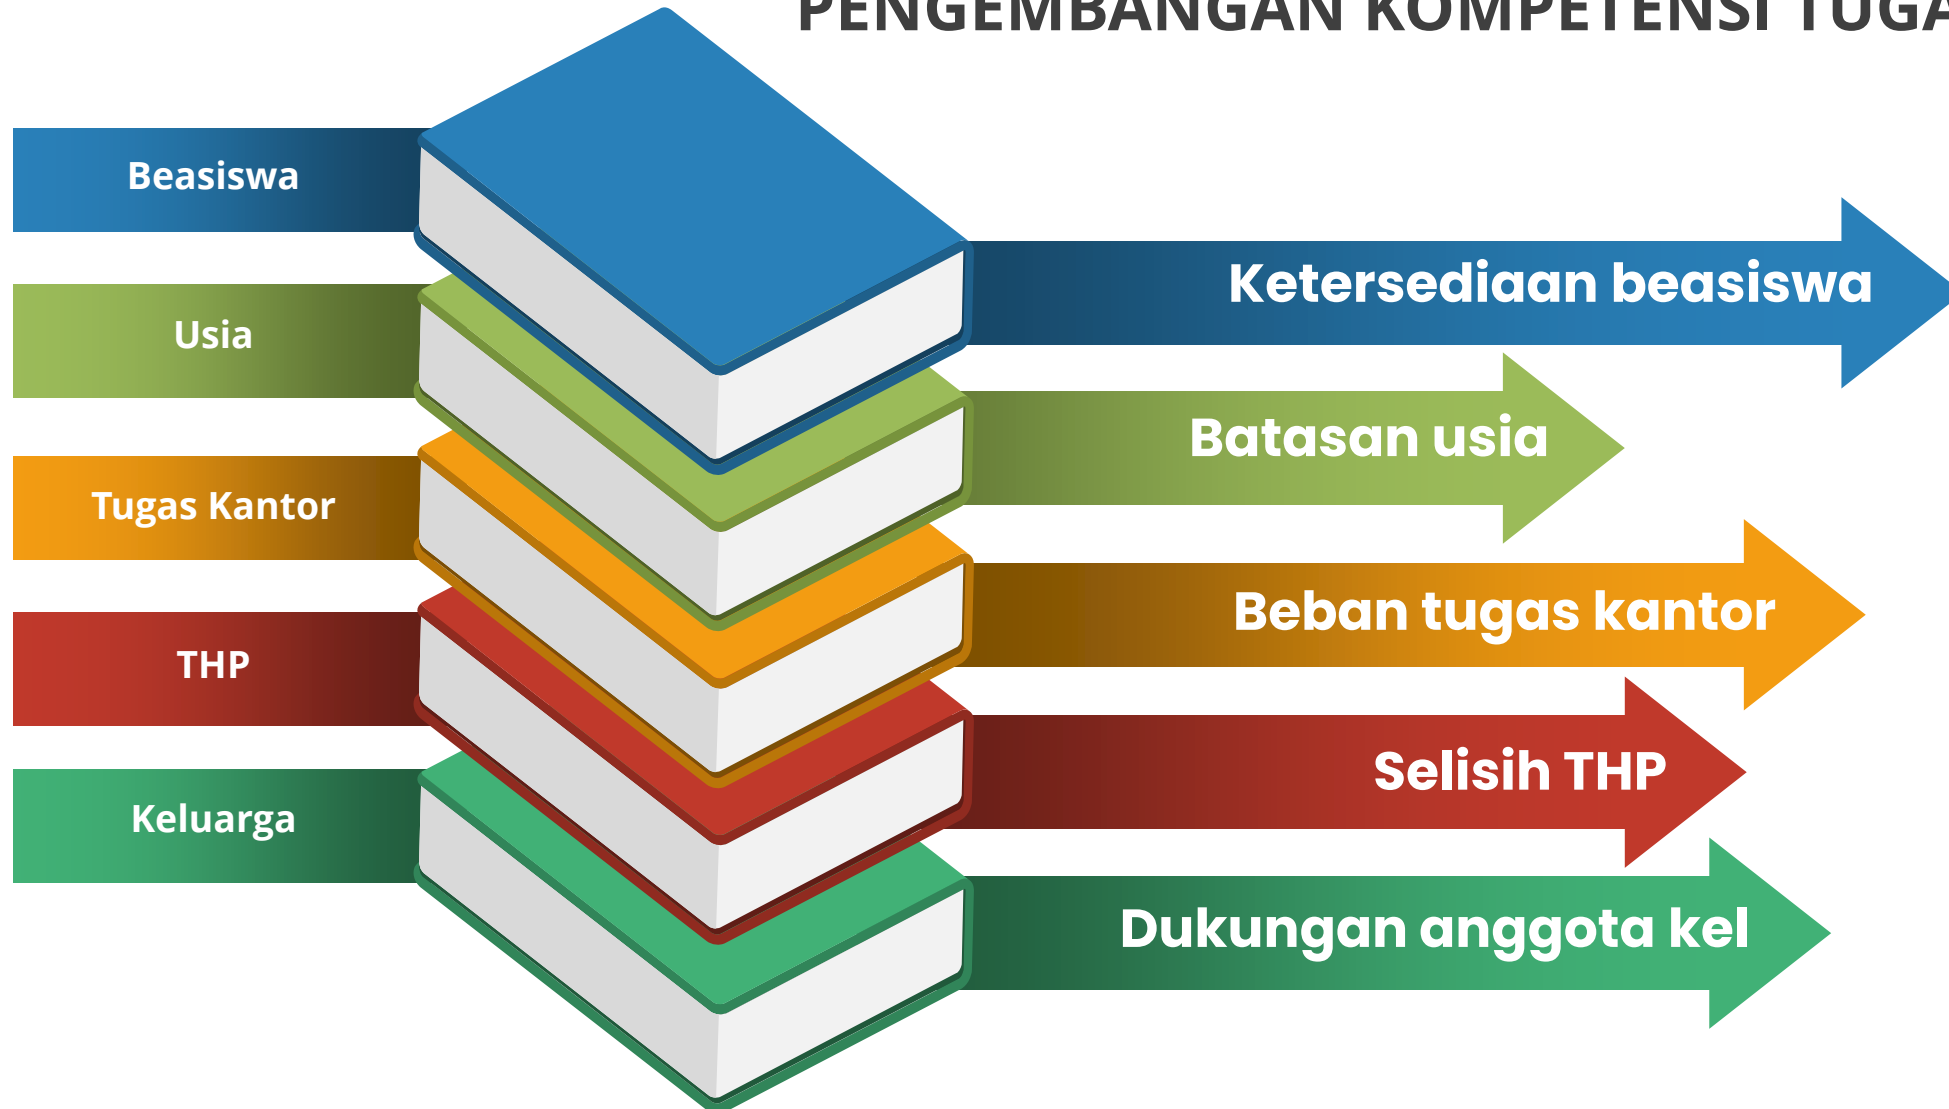 PENGEMBANGAN KOMPETENSI
Beasiswa
Ketersediaan beasiswa
Usia
Batasan usia
Tugas Kantor
Beban tugas kantor
THP
Selisih THP
Keluarga
Dukungan anggota kel